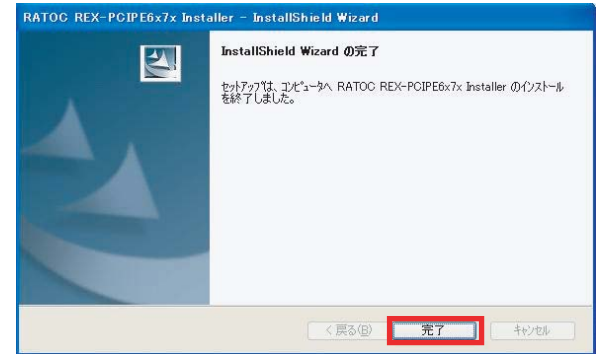 RATOC REX-PCIPE6x7x Installer - InstallShield Wizard
InstallShield Wizard の完了
セットアップは、コンピュータへ RATOC REX-PCIPE6x7x Installer のインストール
を終了しました。
< 戻る(B)
完了
キャンセル